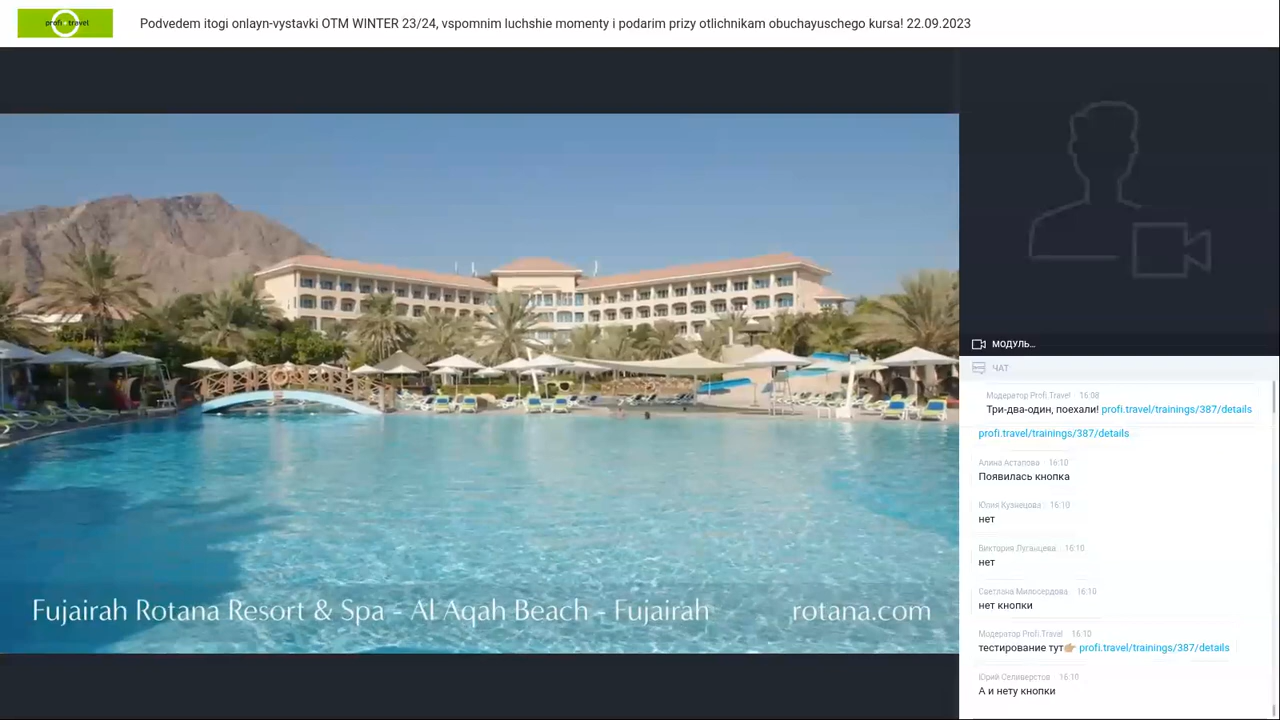 profi travel
Podvedem itogi onlayn-vystavki OTM WINTER 23/24, vspomnim luchshie momenty i podarim prizy otlichnikam obuchayuschego kursa! 22.09.2023
Fujairah Rotana Resort & Spa - Al Aqah Beach - Fujairah
rotana.com
МОДУЛЬ...
ЧАТ
Модератор Profi.Travel 16:08
Три-два-один, поехали! profi.travel/trainings/387/details
profi.travel/trainings/387/details
Алина Астапова 16:10
Появилась кнопка
Юлия Кузнецова 16:10
нет
Виктория Луганцева 16:10
нет
Светлана Милосердова 16:10
нет кнопки
Модератор Profi.Travel 16:10
тестирование тут👉🏼 profi.travel/trainings/387/details
Юрий Селиверстов 16:10
А и нету кнопки